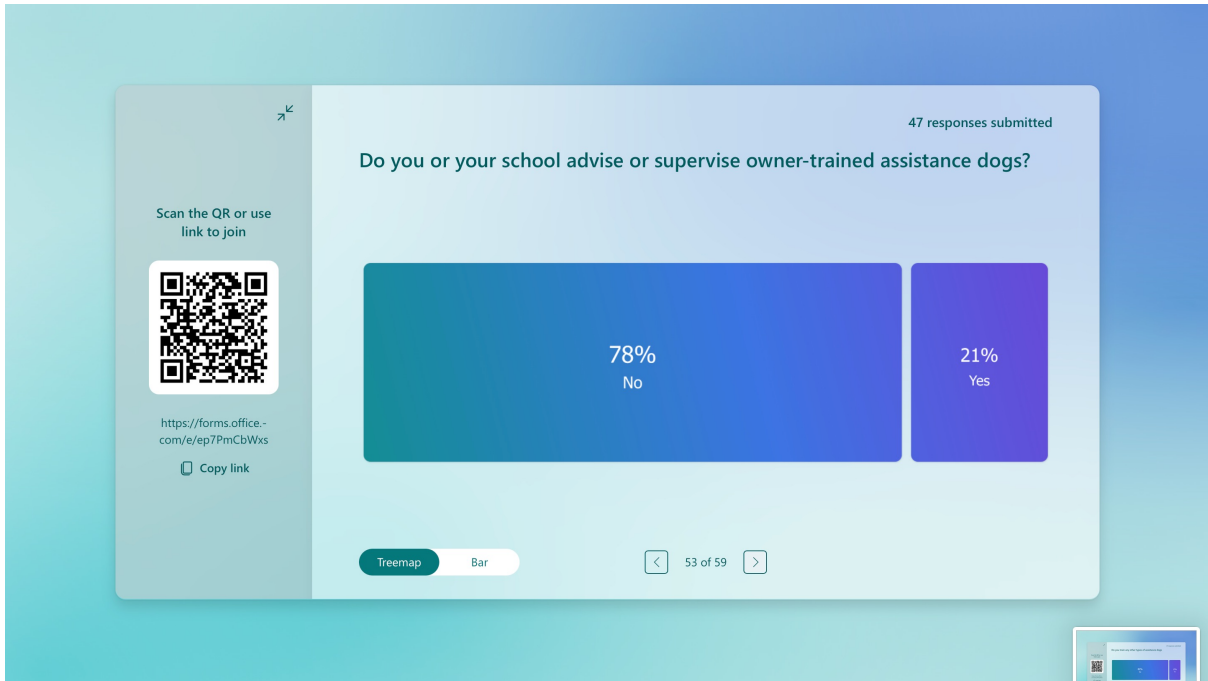 47 responses submitted
Do you or your school advise or supervise owner-trained assistance dogs?
Scan the QR or use
link to join
https://forms.office.-
com/e/ep7PmCbWxs
Copy link
78%
No
21%
Yes
Treemap
Bar
53 of 59